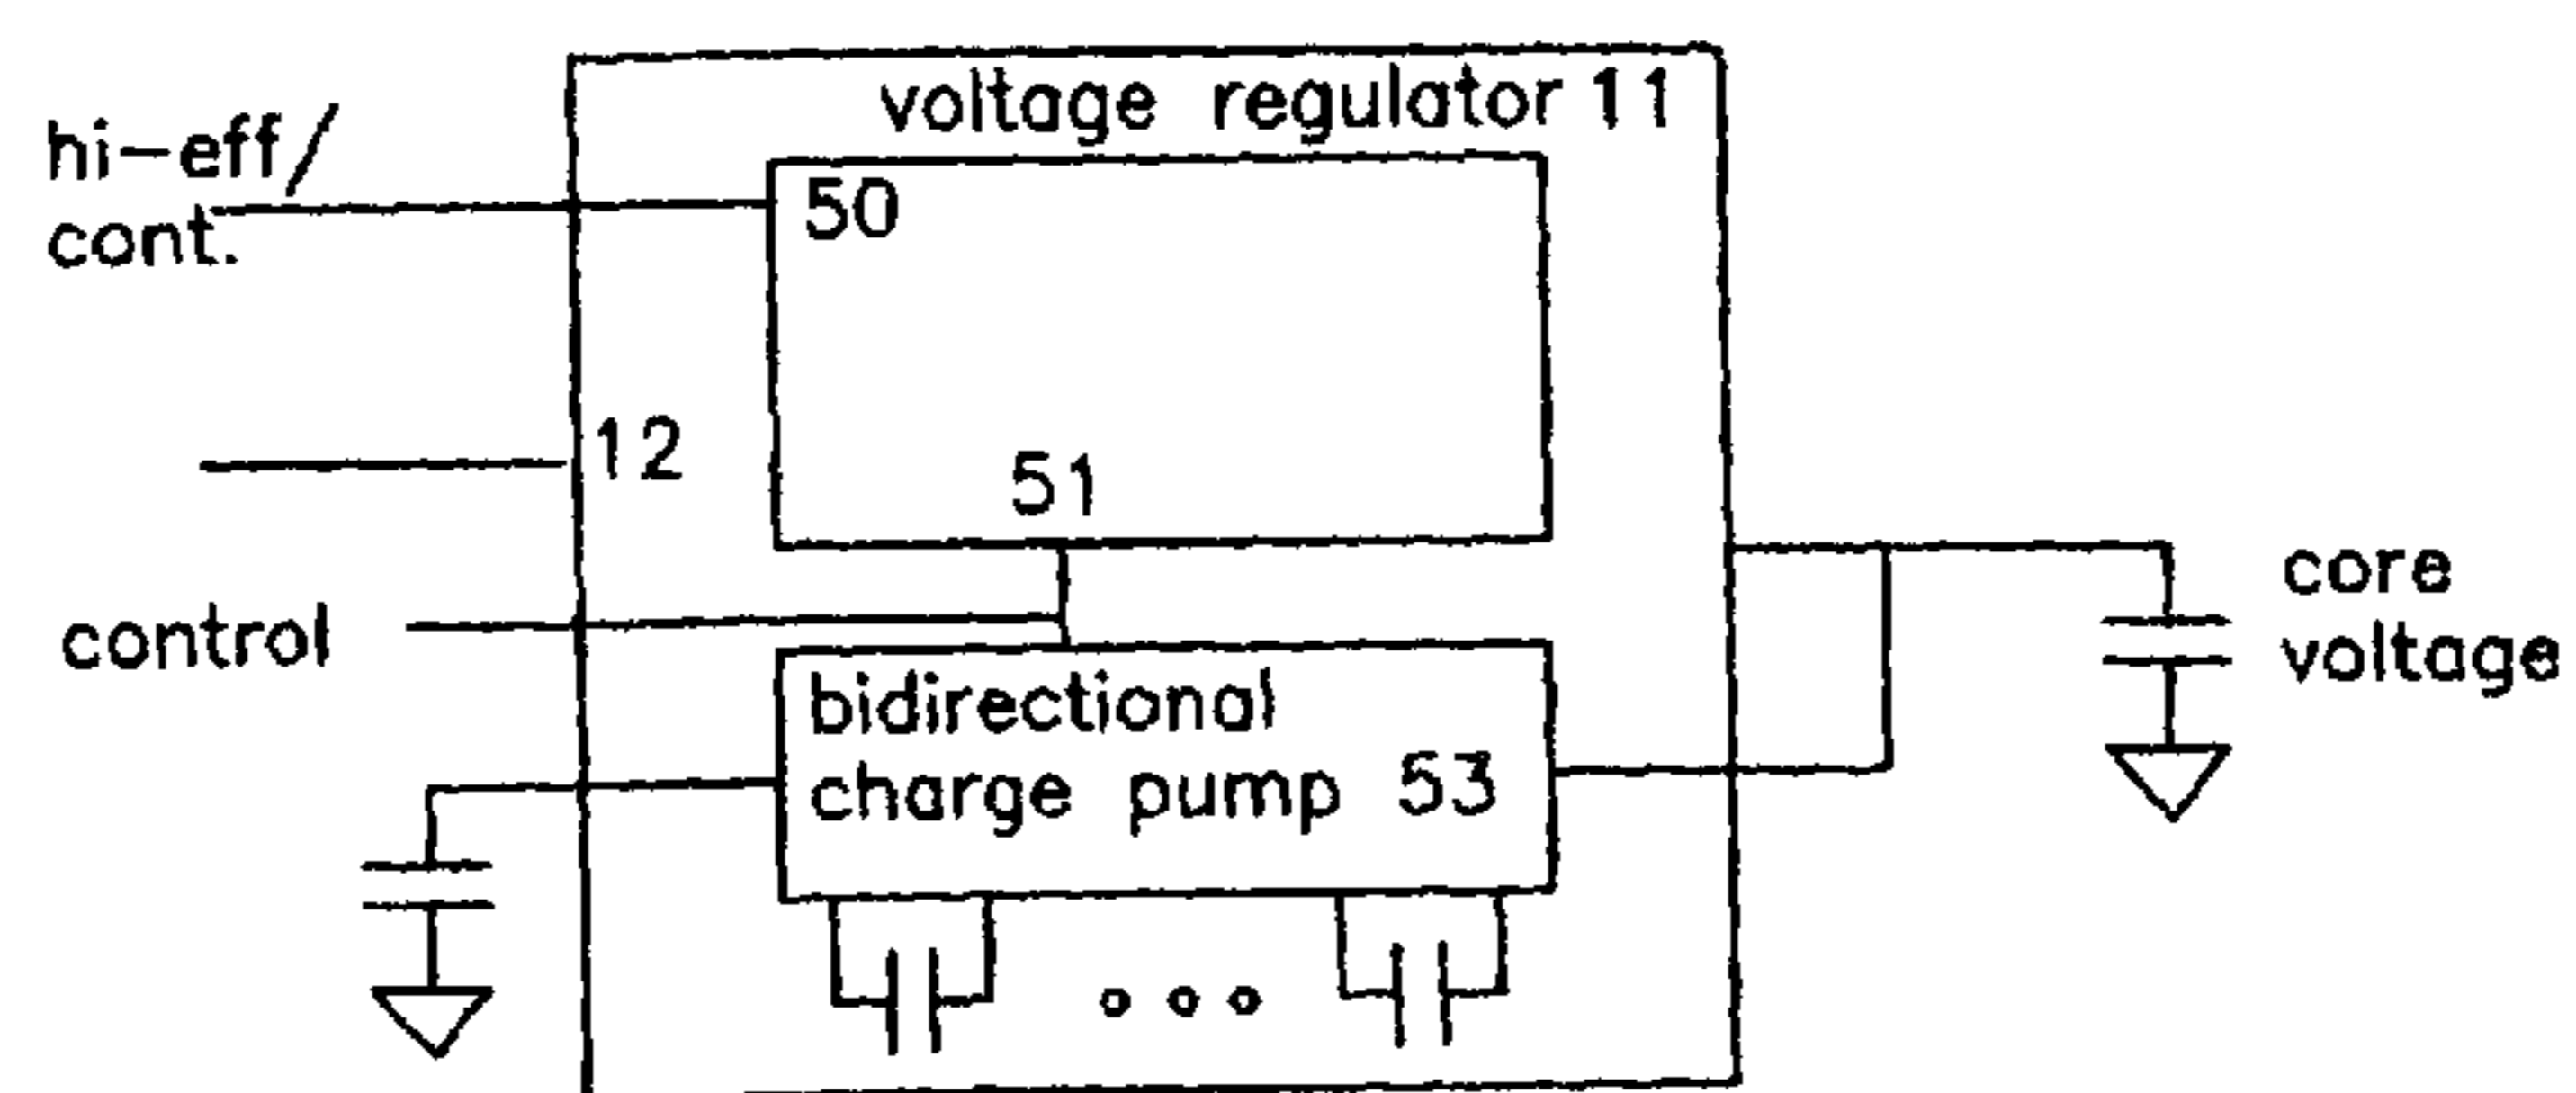 voltage regulator 11
hi-eff/
cont.
50
12
51
control
core
voltage
bidirectional
charge pump 53